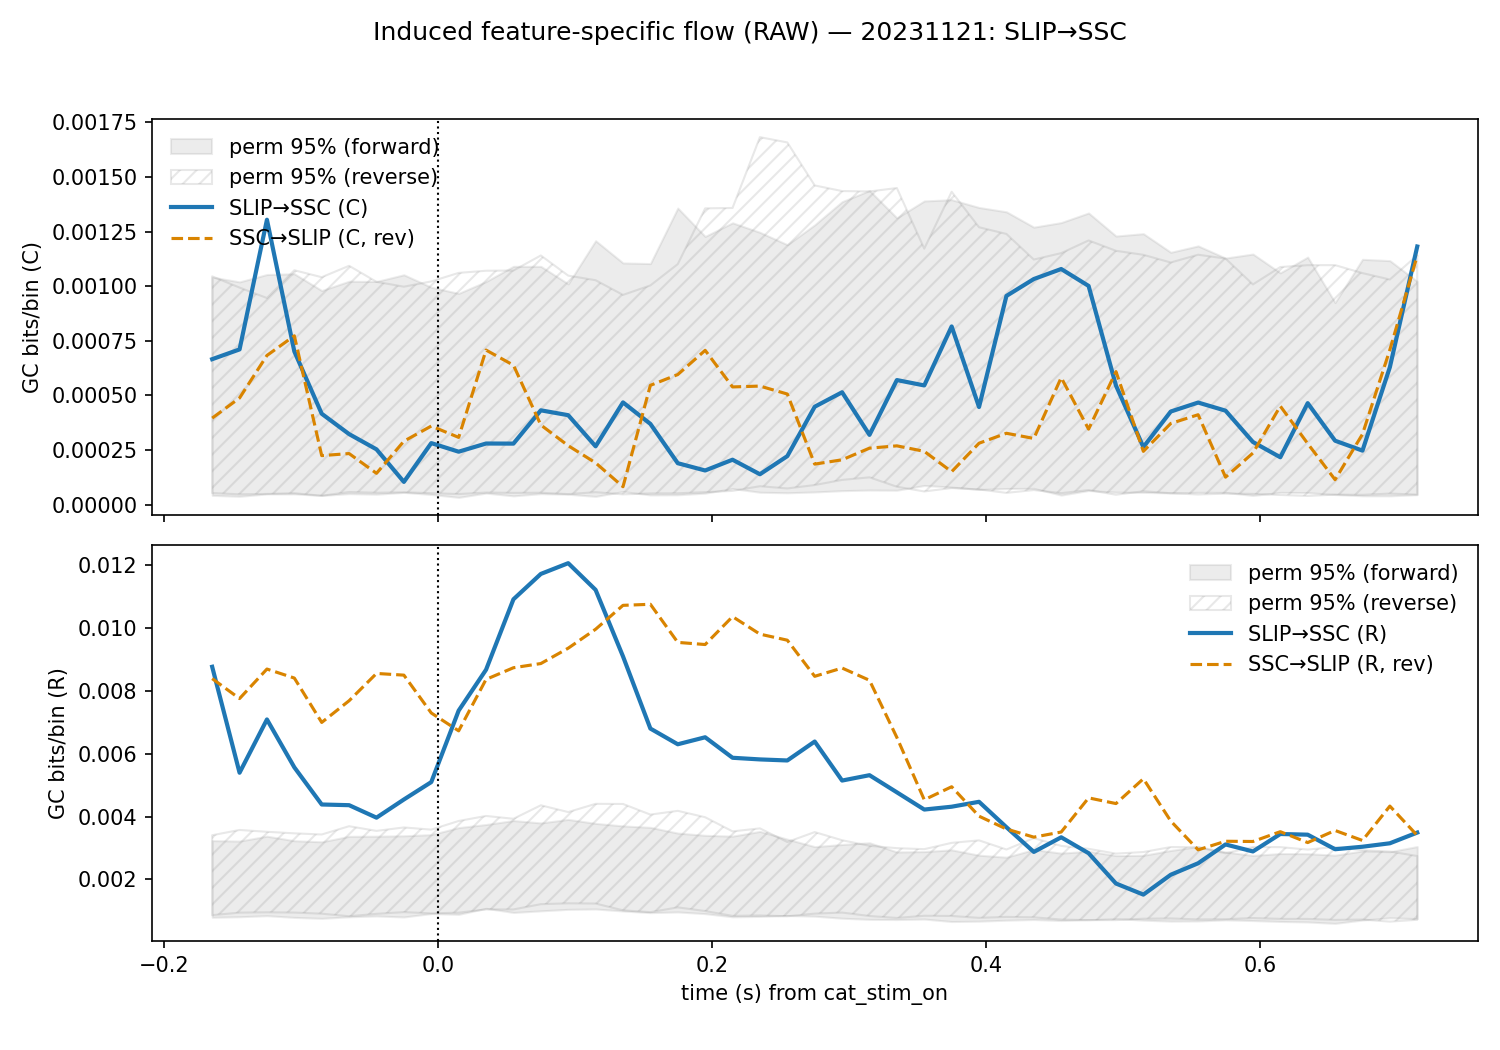 Induced feature-specific flow (RAW) — 20231121: SLIP→SSC
GC bits/bin (C)
0.00175
0.00150
0.00125
0.00100
0.00075
0.00050
0.00025
0.00000
perm 95% (forward)
perm 95% (reverse)
SLIP→SSC (C)
SSC→SLIP (C, rev)
GC bits/bin (R)
0.012
0.010
0.008
0.006
0.004
0.002
perm 95% (forward)
perm 95% (reverse)
SLIP→SSC (R)
SSC→SLIP (R, rev)
−0.2 0.0 0.2 0.4 0.6
time (s) from cat_stim_on